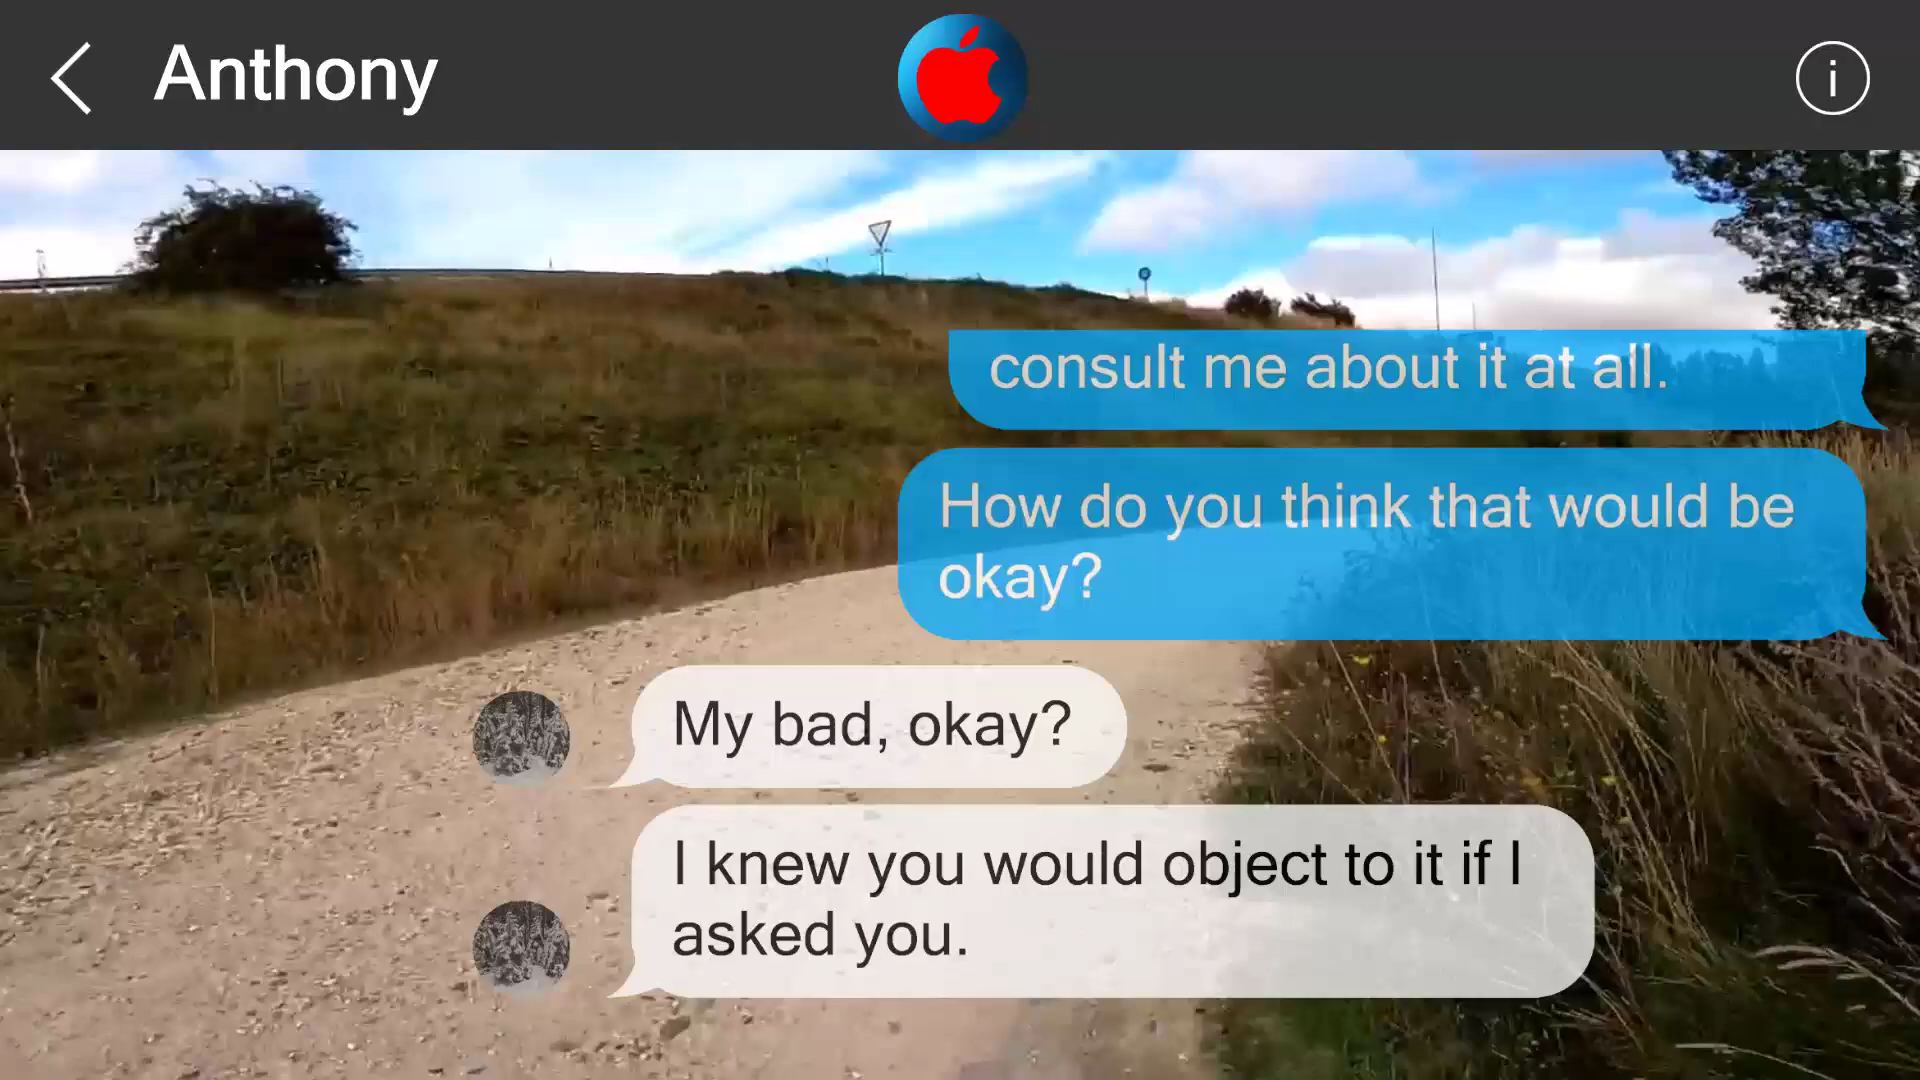 Anthony
i
consult me about it at all.
How do you think that would be
okay?
My bad, okay?
I knew you would object to it if I
asked you.